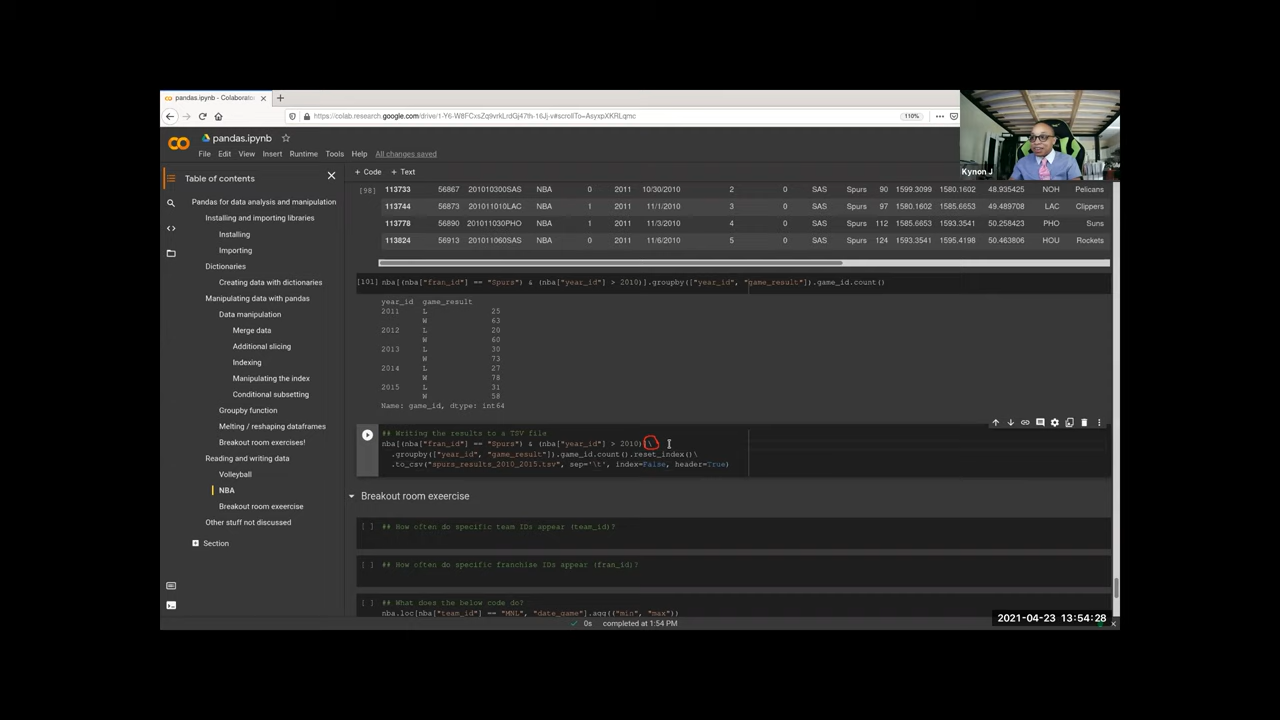 pandas.ipynb - Colaborato
https://colab.research.google.com/drive/1-Y6-W8FCxsZqtivrkLrdGj47th-16Jj-v#scrollTo=AsyxpXKRLqmc
110%
pandas.ipynb
File Edit View Insert Runtime Tools Help All changes saved
Kynon J
Table of contents
+ Code + Text
Pandas for data analysis and manipulation
Installing and importing libraries
Installing
Importing
Dictionaries
Creating data with dictionaries
Manipulating data with pandas
Data manipulation
Merge data
Additional slicing
Indexing
Manipulating the index
Conditional subsetting
Groupby function
Melting / reshaping dataframes
Breakout room exercises!
Reading and writing data
Volleyball
NBA
Breakout room exeercise
Other stuff not discussed
Section
[98] 113733 56867 201010300SAS NBA 0 2011 10/30/2010 2 0 SAS Spurs 90 1599.3099 1580.1602 48.935425 NOH Pelicans
113744 56873 201011010LAC NBA 1 2011 11/1/2010 3 0 SAS Spurs 97 1580.1602 1585.6653 49.489708 LAC Clippers
113778 56890 201011030PHO NBA 1 2011 11/3/2010 4 0 SAS Spurs 112 1585.6653 1593.3541 50.258423 PHO Suns
113824 56913 201011060SAS NBA 0 2011 11/6/2010 5 0 SAS Spurs 124 1593.3541 1595.4198 50.463806 HOU Rockets
[101] nba[(nba["fran_id"] == "Spurs") & (nba["year_id"] > 2010)].groupby(["year_id", "game_result"]).game_id.count()
year_id game_result
2011 L 25
W 63
2012 L 20
W 60
2013 L 30
W 73
2014 L 27
W 78
2015 L 31
W 58
Name: game_id, dtype: int64
## Writing the results to a TSV file
nba[(nba["fran_id"] == "Spurs") & (nba["year_id"] > 2010)]\
.groupby(["year_id", "game_result"]).game_id.count().reset_index()\
.to_csv("spurs_results_2010_2015.tsv", sep='\t', index=False, header=True)
Breakout room exeercise
[ ] ## How often do specific team IDs appear (team_id)?
[ ] ## How often do specific franchise IDs appear (fran_id)?
[ ] ## What does the below code do?
nba.loc[nba["team_id"] == "MNL", "date_game"].agg(("min", "max"))
0s completed at 1:54 PM
2021-04-23 13:54:28